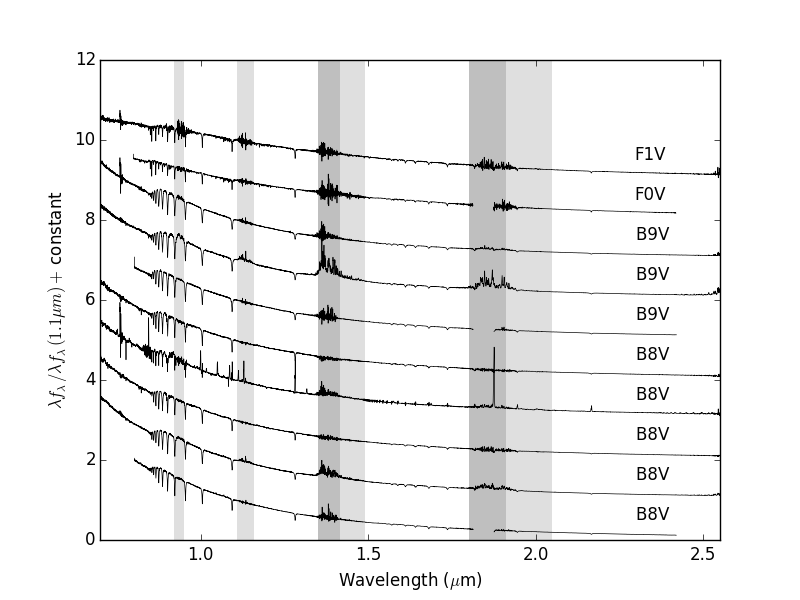 12
10
8
6
4
2
0
λf_λ/λf_λ(1.1μm) + constant
F1V
F0V
B9V
B9V
B9V
B8V
B8V
B8V
B8V
B8V
1.0
1.5
2.0
2.5
Wavelength (μm)